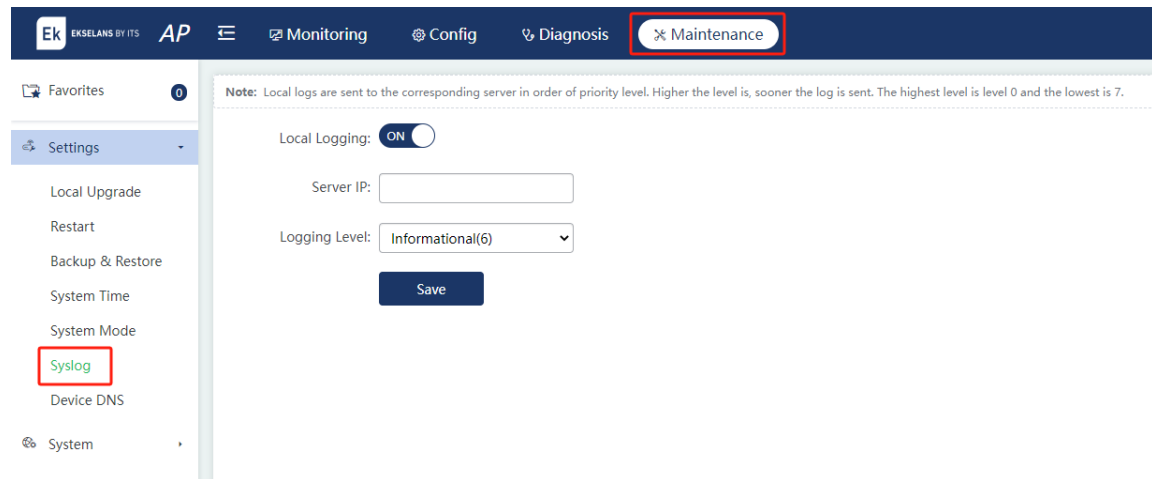 Ek EKSELANS BY ITS AP Monitoring Config Diagnosis Maintenance
Favorites 0
Note: Local logs are sent to the corresponding server in order of priority level. Higher the level is, sooner the log is sent. The highest level is level 0 and the lowest is 7.
Settings
Local Upgrade
Restart
Backup & Restore
System Time
System Mode
Syslog
Device DNS
System
Local Logging: ON
Server IP:
Logging Level: Informational(6)
Save